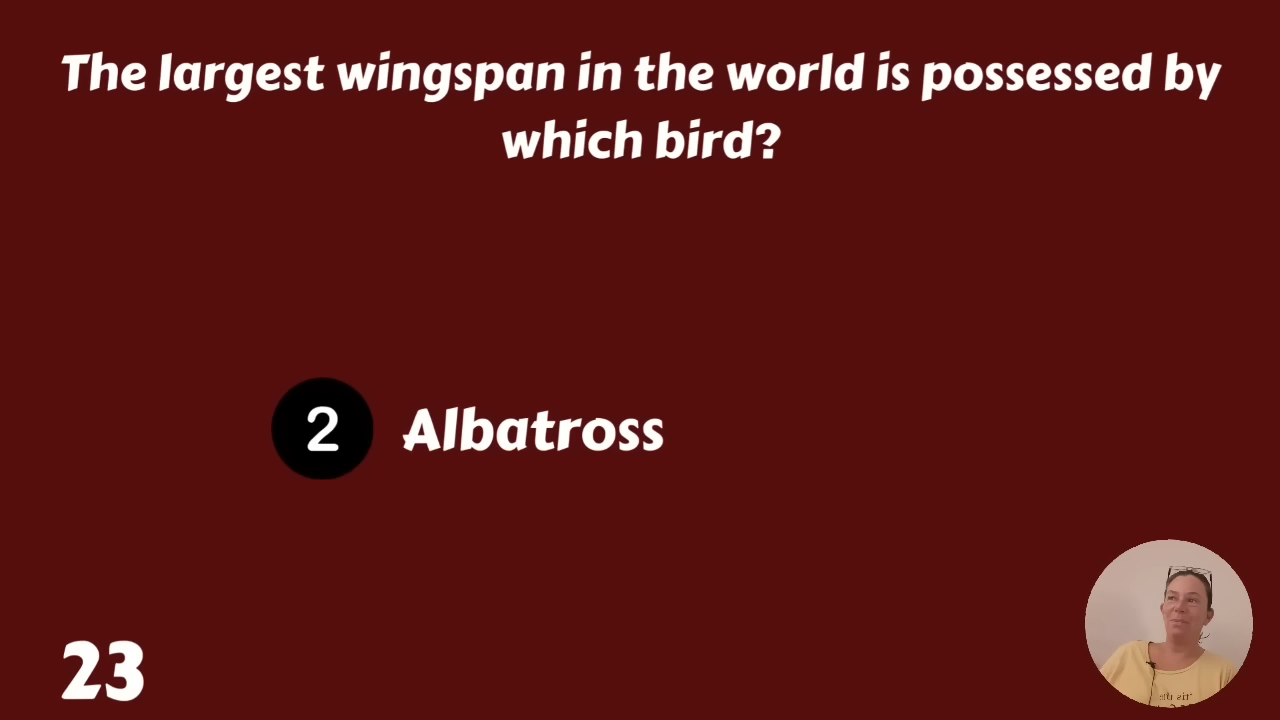 The largest wingspan in the world is possessed by
which bird?
2 Albatross
23